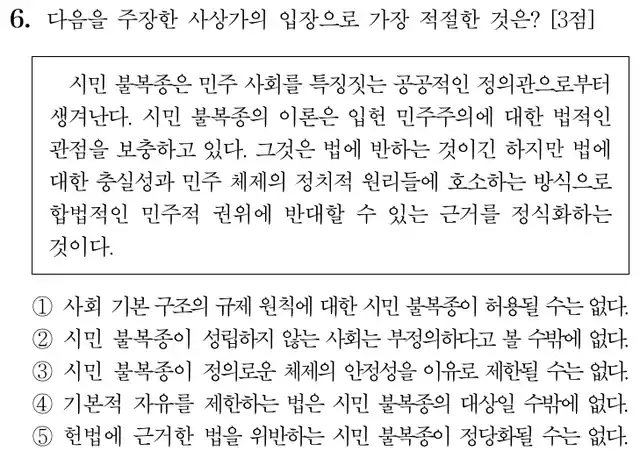 6. 다음을 주장한 사상가의 입장으로 가장 적절한 것은? [3점]
시민 불복종은 민주 사회를 특징짓는 공공적인 정의관으로부터
생겨난다. 시민 불복종의 이론은 입헌 민주주의에 대한 법적인
관점을 보충하고 있다. 그것은 법에 반하는 것이긴 하지만 법에
대한 충실성과 민주 체제의 정치적 원리들에 호소하는 방식으로
합법적인 민주적 권위에 반대할 수 있는 근거를 정식화하는
것이다.
① 사회 기본 구조의 규제 원칙에 대한 시민 불복종이 허용될 수는 없다.
② 시민 불복종이 성립하지 않는 사회는 부정의하다고 볼 수밖에 없다.
③ 시민 불복종이 정의로운 체제의 안정성을 이유로 제한될 수는 없다.
④ 기본적 자유를 제한하는 법은 시민 불복종의 대상일 수밖에 없다.
⑤ 헌법에 근거한 법을 위반하는 시민 불복종이 정당화될 수는 없다.